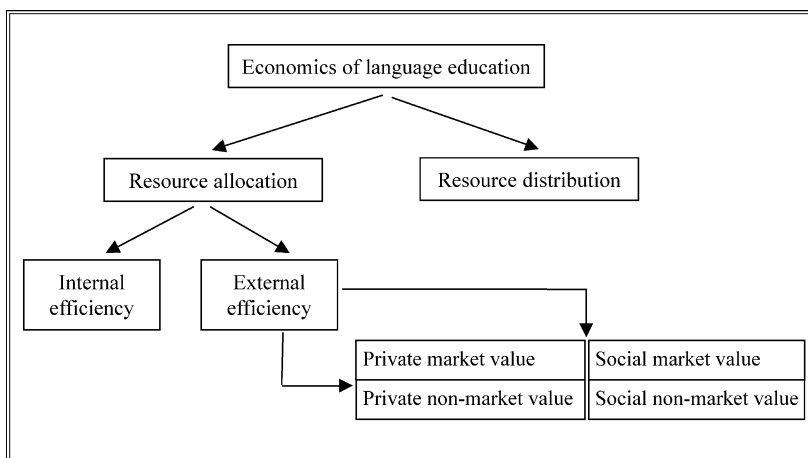 Economics of language education
Resource allocation
Resource distribution
Internal
efficiency
External
efficiency
Private market value
Social market value
Private non-market value
Social non-market value